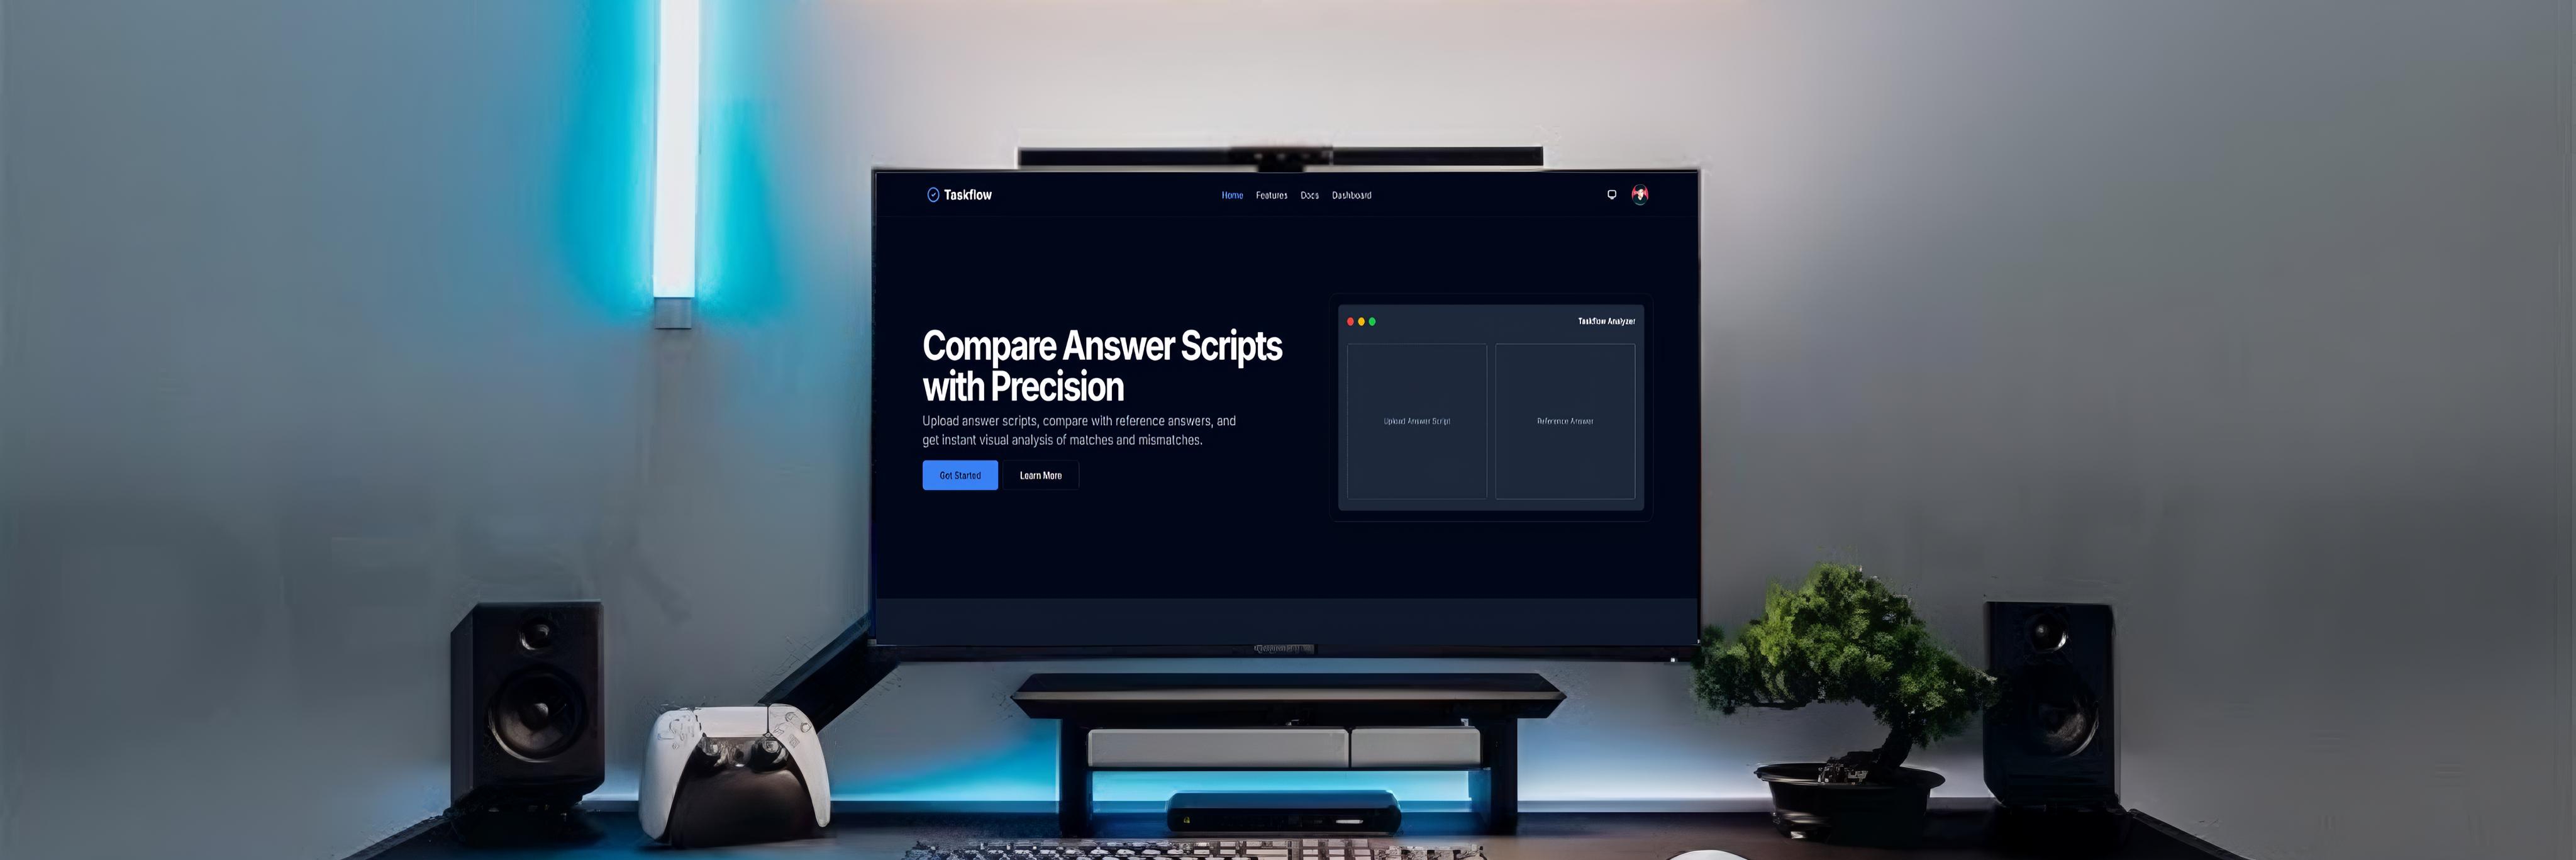 Taskflow
Home Features Docs Dashboard
Compare Answer Scripts
with Precision
Upload answer scripts, compare with reference answers, and
get instant visual analysis of matches and mismatches.
Get Started Learn More
Taskflow Analyzer
Upload Answer Script
Reference Answer